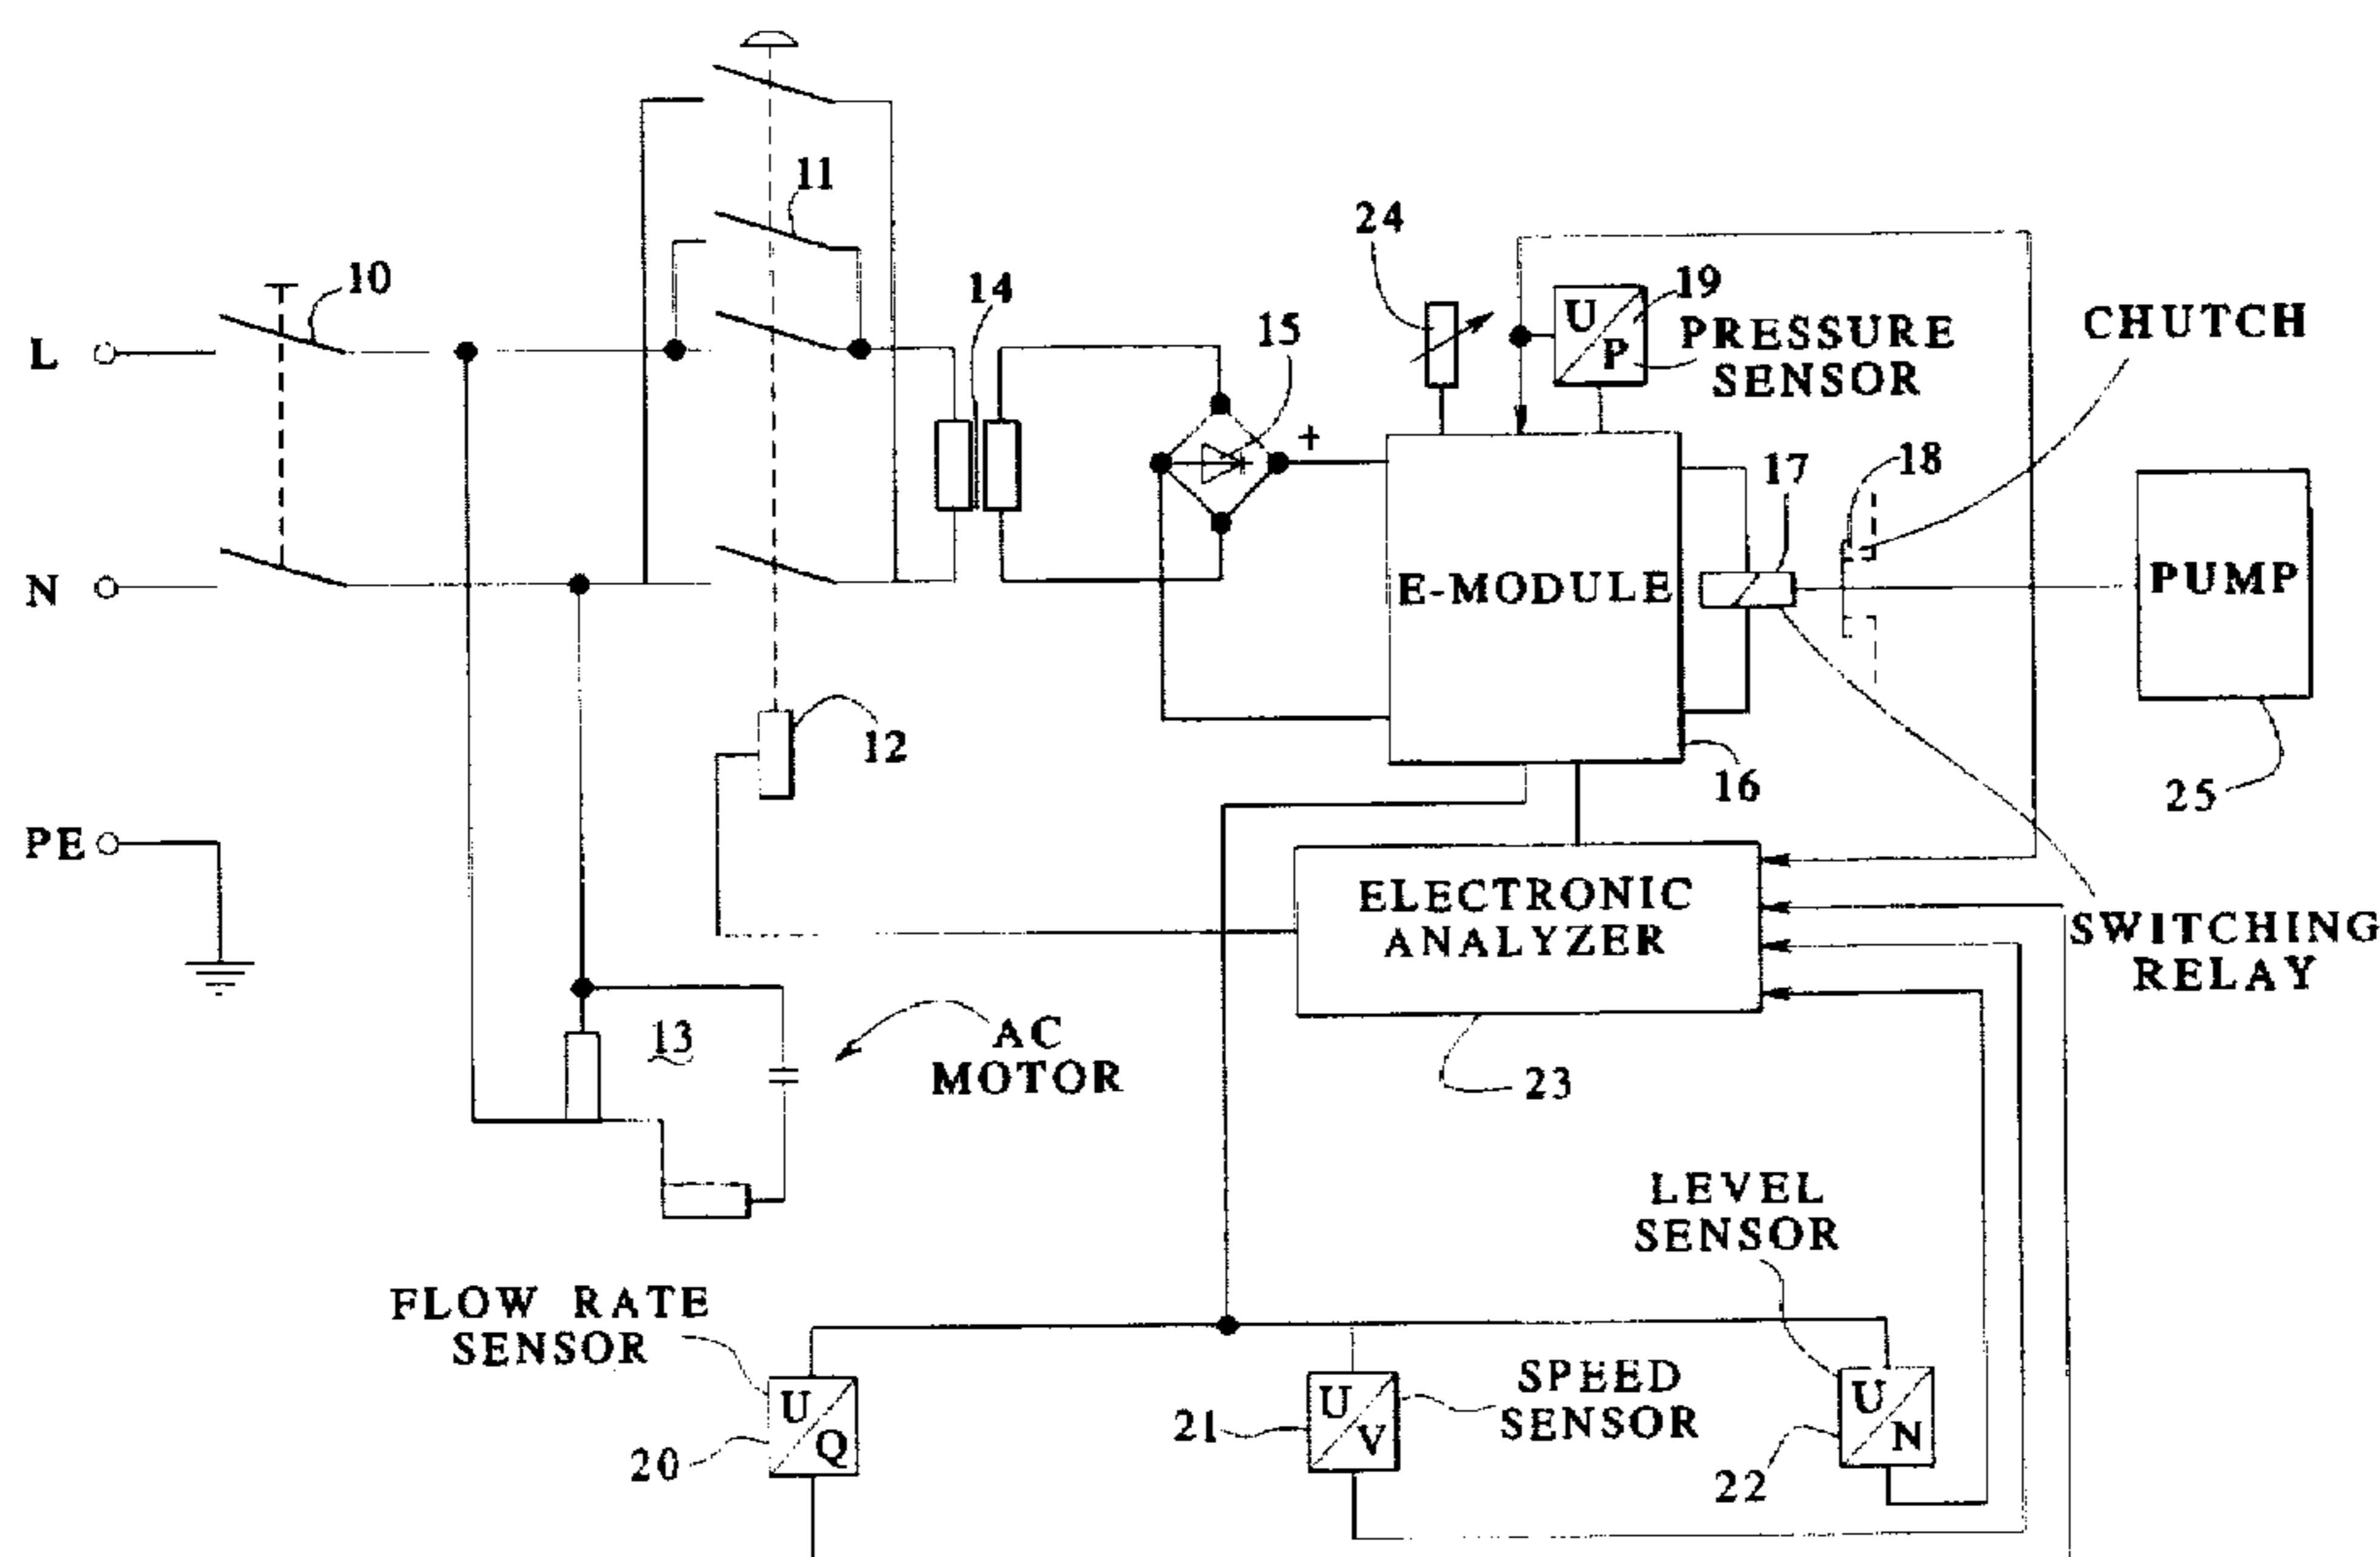 11
24
10
14
19
U
P
PRESSURE
SENSOR
CHUTCH
L
15
+
18
17
N
E-MODULE
PUMP
12
16
25
PE
ELECTRONIC
ANALYZER
SWITCHING
RELAY
13
AC
MOTOR
23
LEVEL
SENSOR
FLOW RATE
SENSOR
U
Q
20
U
V
21
SPEED
SENSOR
U
N
22